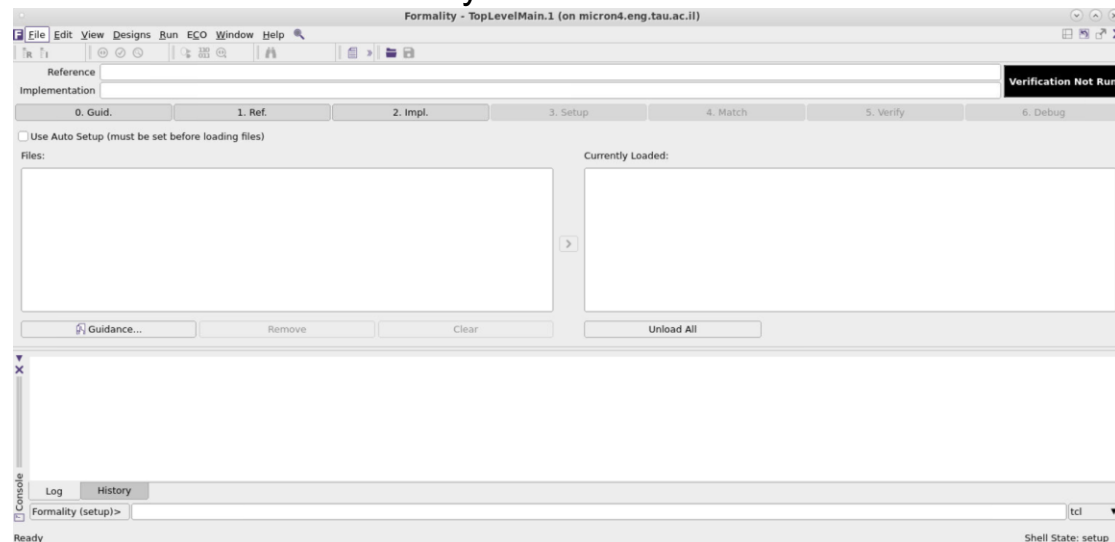 Formality - TopLevelMain.1 (on micron4.eng.tau.ac.il)
File Edit View Designs Run ECO Window Help
Reference
Implementation
Verification Not Run
0. Guid. 1. Ref. 2. Impl. 3. Setup 4. Match 5. Verify 6. Debug
Use Auto Setup (must be set before loading files)
Files: Currently Loaded:
Guidance... Remove Clear Unload All
Console
Log History
Formality (setup)> tcl
Ready Shell State: setup